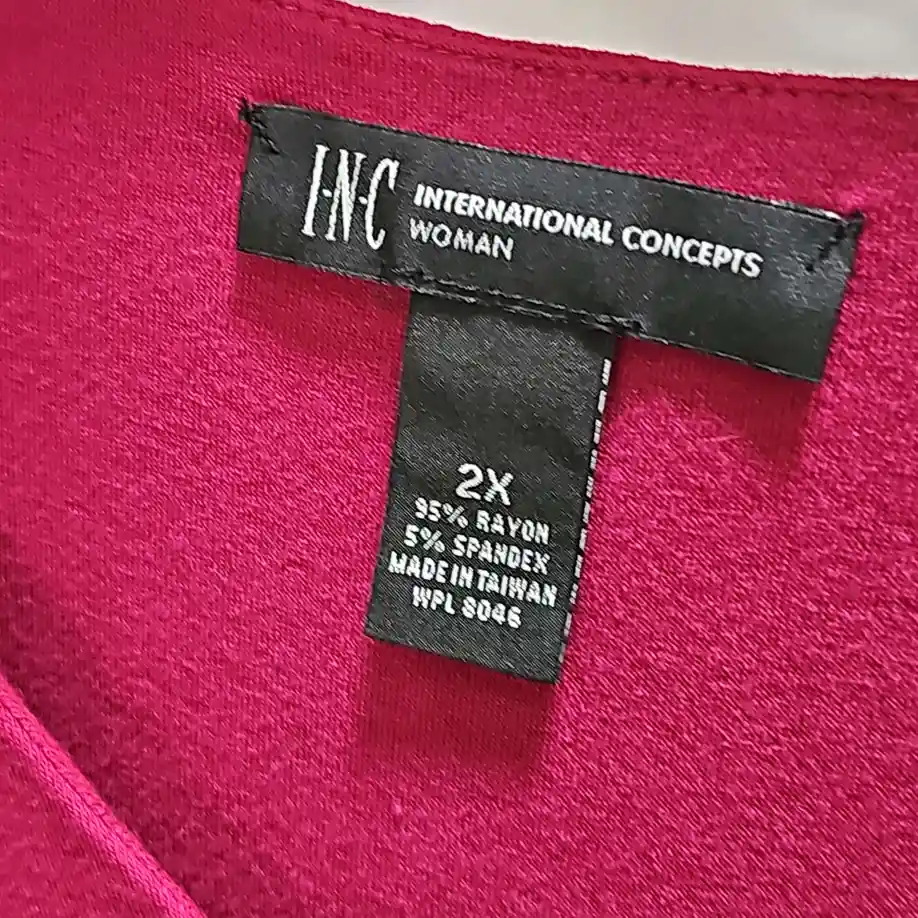 I·N·C INTERNATIONAL CONCEPTS
WOMAN
2X
95% RAYON
5% SPANDEX
MADE IN TAIWAN
WPL 8046